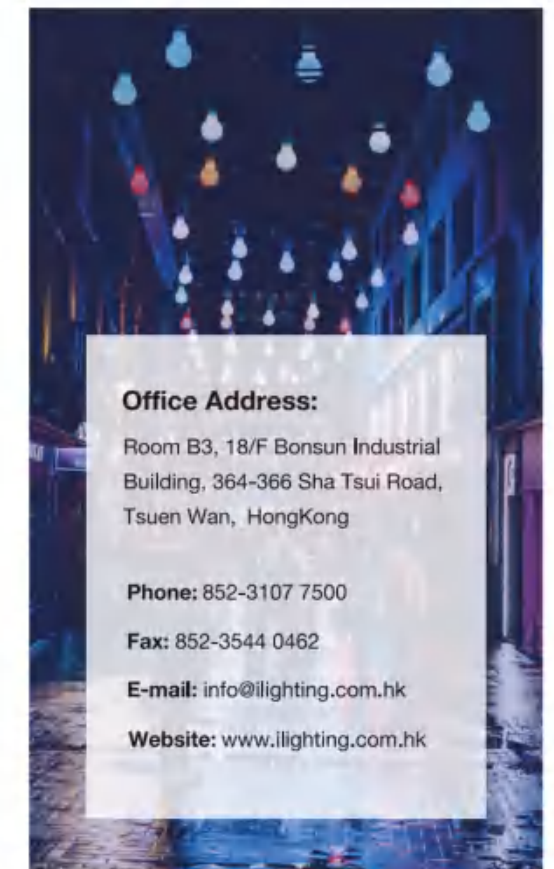 Office Address:
Room B3, 18/F Bonsun Industrial
Building, 364-366 Sha Tsui Road,
Tsuen Wan, HongKong
Phone: 852-3107 7500
Fax: 852-3544 0462
E-mail: info@ilighting.com.hk
Website: www.ilighting.com.hk